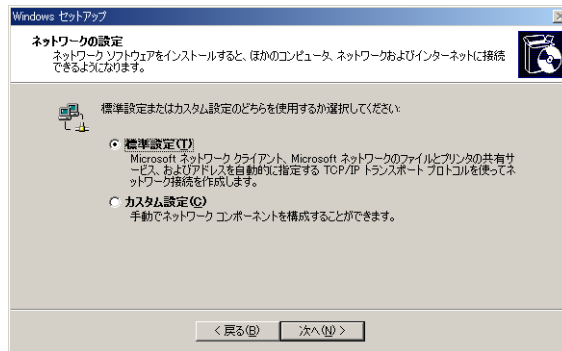 Windows セットアップ
ネットワークの設定
ネットワーク ソフトウェアをインストールすると、ほかのコンピュータ、ネットワークおよびインターネットに接続
できるようになります。
標準設定またはカスタム設定のどちらを使用するか選択してください:
標準設定(T)
Microsoft ネットワーク クライアント、Microsoft ネットワークのファイルとプリンタの共有サ
ービス、およびアドレスを自動的に指定する TCP/IP トランスポート プロトコルを使ってネ
ットワーク接続を作成します。
カスタム設定(C)
手動でネットワーク コンポーネントを構成することができます。
< 戻る(B)
次へ(N) >